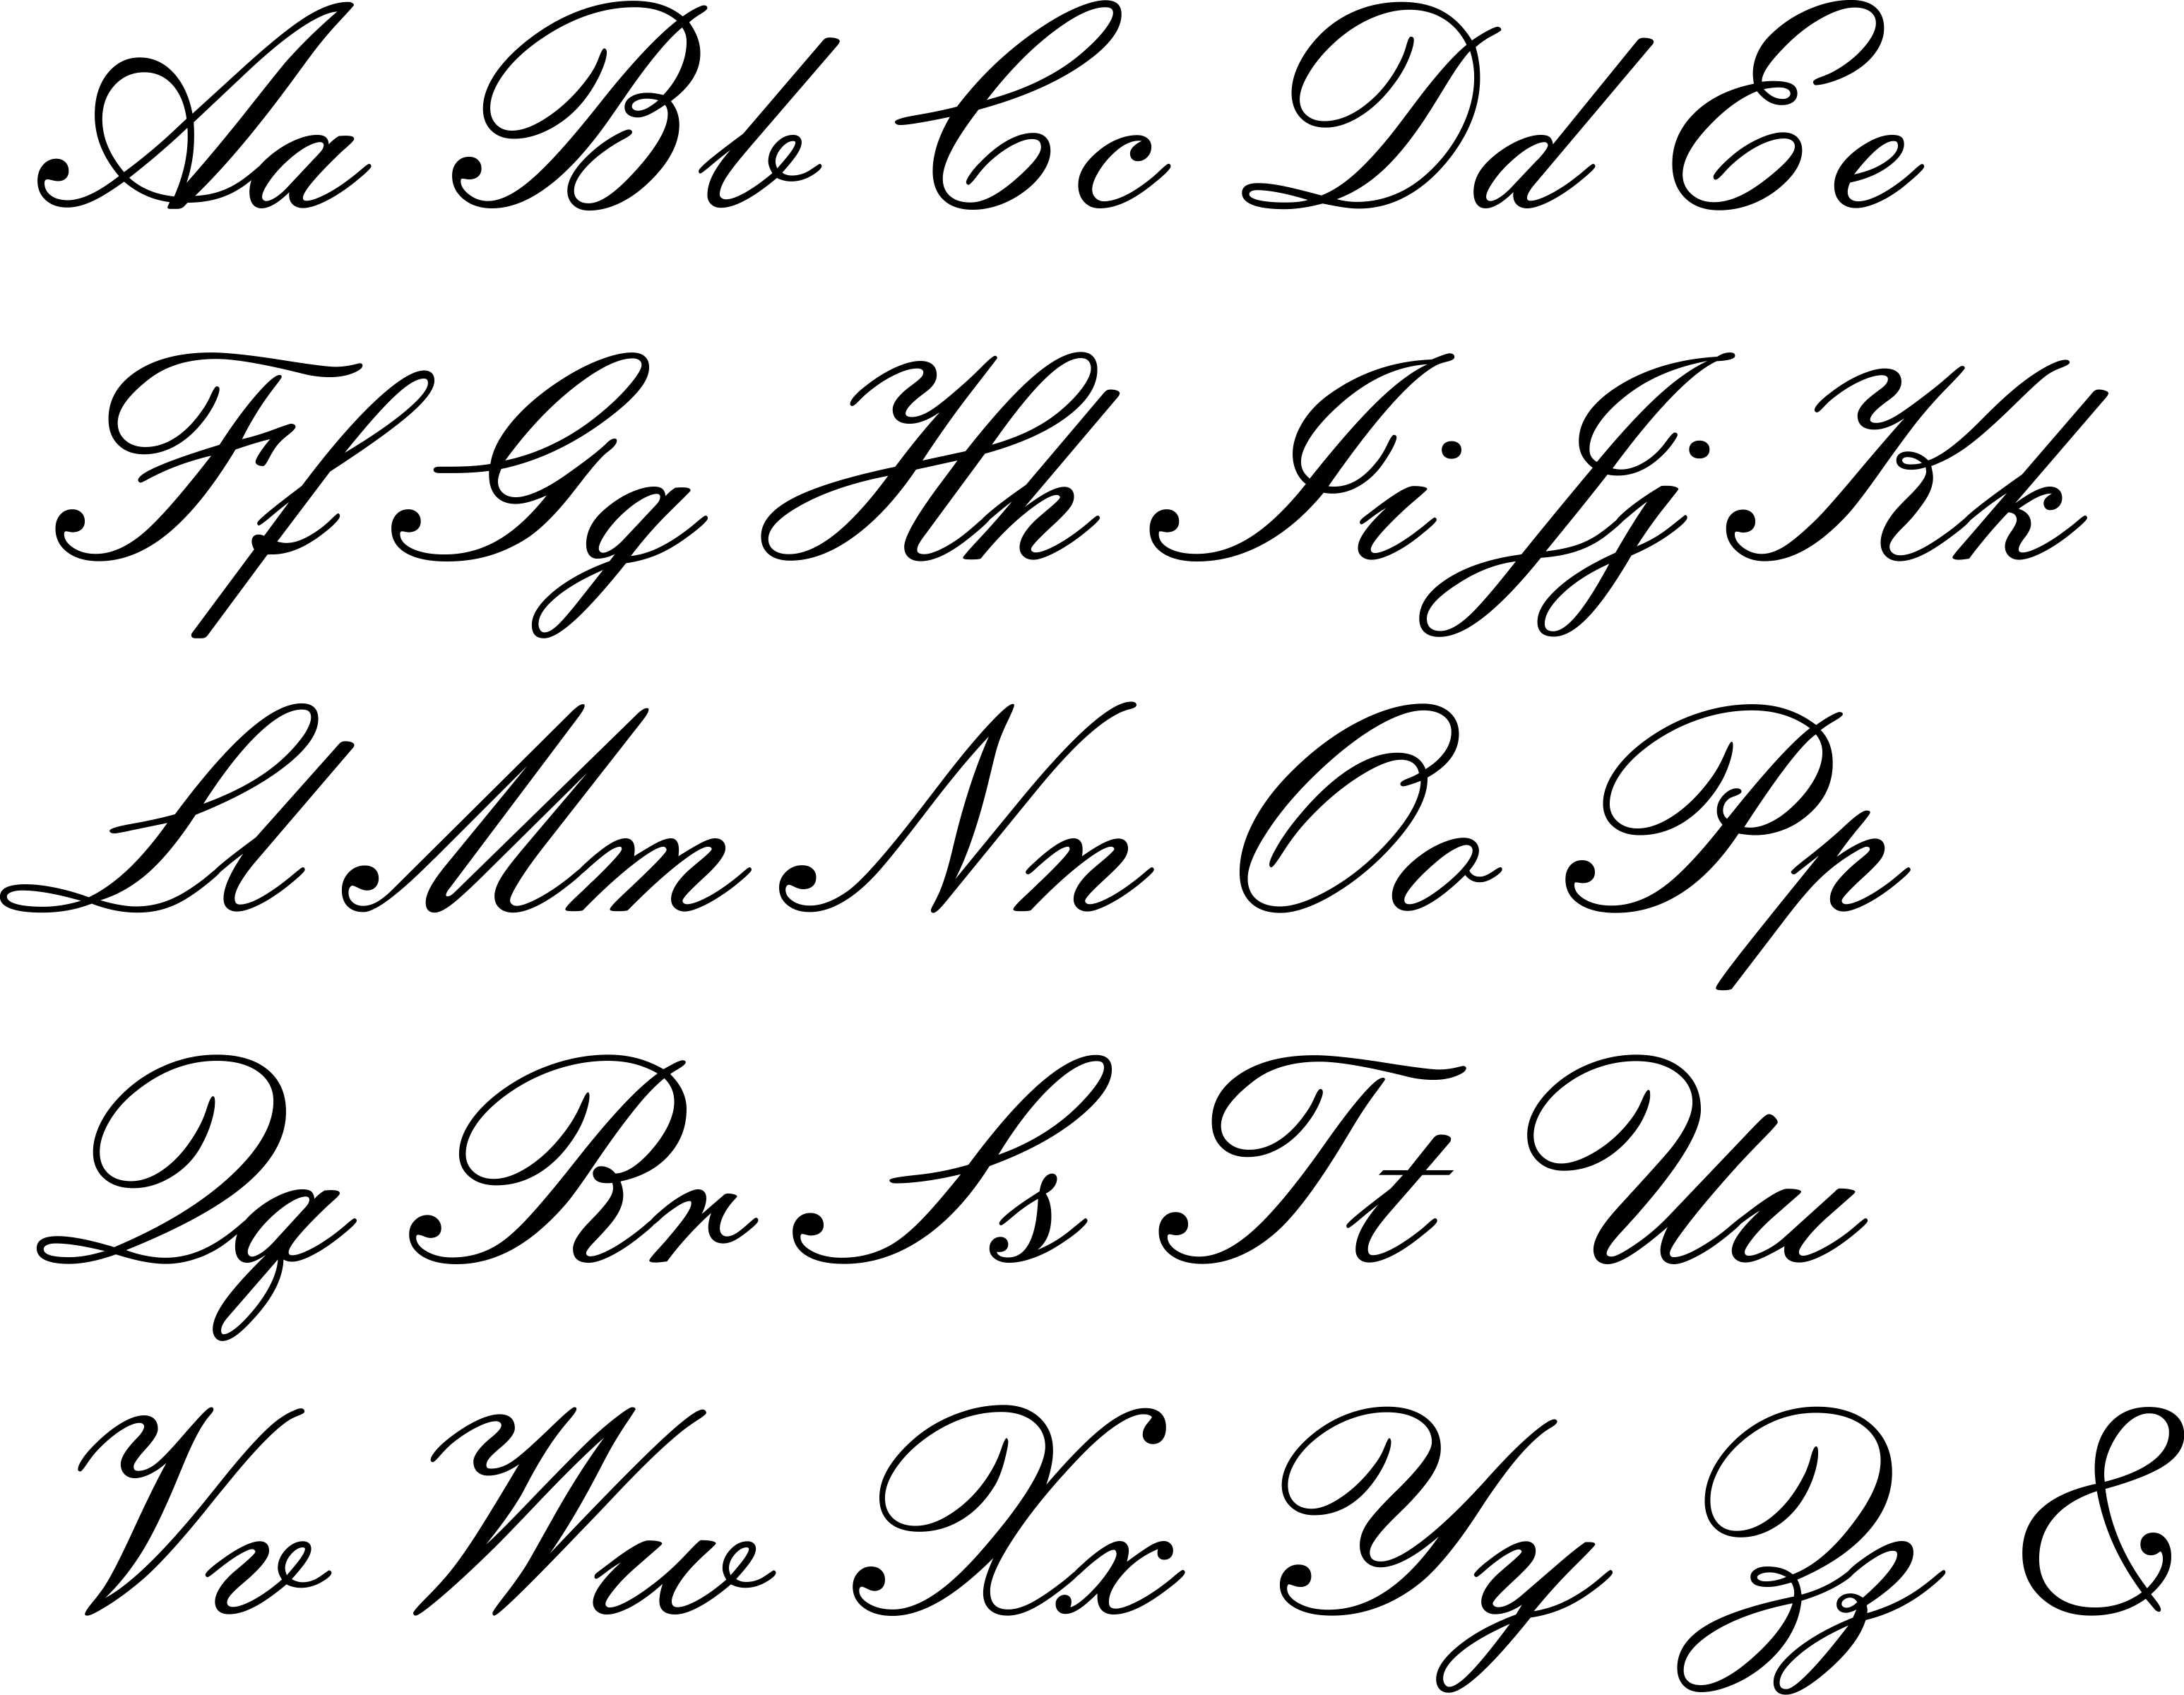 Aa Bb Cc Dd Ee
Ff Gg Hh Ii Jj Kk
Ll Mm Nn Oo Pp
Qq Rr Ss Tt Uu
Vv Ww Xx Yy Zz &